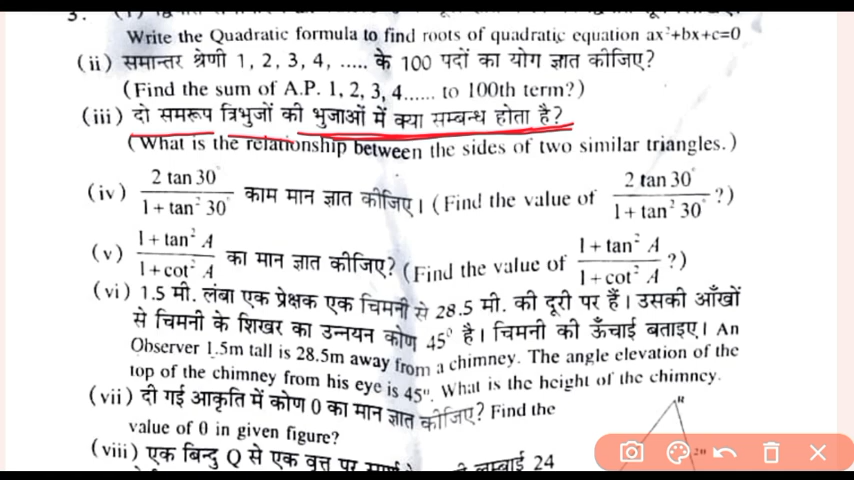 Write the Quadratic formula to find roots of quadratic equation ax²+bx+c=0
(ii) समान्तर श्रेणी 1, 2, 3, 4, ..... के 100 पदों का योग ज्ञात कीजिए?
(Find the sum of A.P. 1, 2, 3, 4...... to 100th term?)
(iii) दो समरूप त्रिभुजों की भुजाओं में क्या सम्बन्ध होता है?
(What is the relationship between the sides of two similar triangles.)
(iv) 2 tan 30° / 1 + tan² 30° काम मान ज्ञात कीजिए। (Find the value of 2 tan 30° / 1 + tan² 30° ?)
(v) 1 + tan² A / 1 + cot² A का मान ज्ञात कीजिए? (Find the value of 1 + tan² A / 1 + cot² A ?)
(vi) 1.5 मी. लंबा एक प्रेक्षक एक चिमनी से 28.5 मी. की दूरी पर हैं। उसकी आँखों
से चिमनी के शिखर का उन्नयन कोण 45° है। चिमनी की ऊँचाई बताइए। An
Observer 1.5m tall is 28.5m away from a chimney. The angle elevation of the
top of the chimney from his eye is 45°. What is the height of the chimney.
(vii) दी गई आकृति में कोण θ का मान ज्ञात कीजिए? Find the
value of θ in given figure?
R
(viii) एक बिन्दु Q से एक वृत्त पर लम्बाई 24